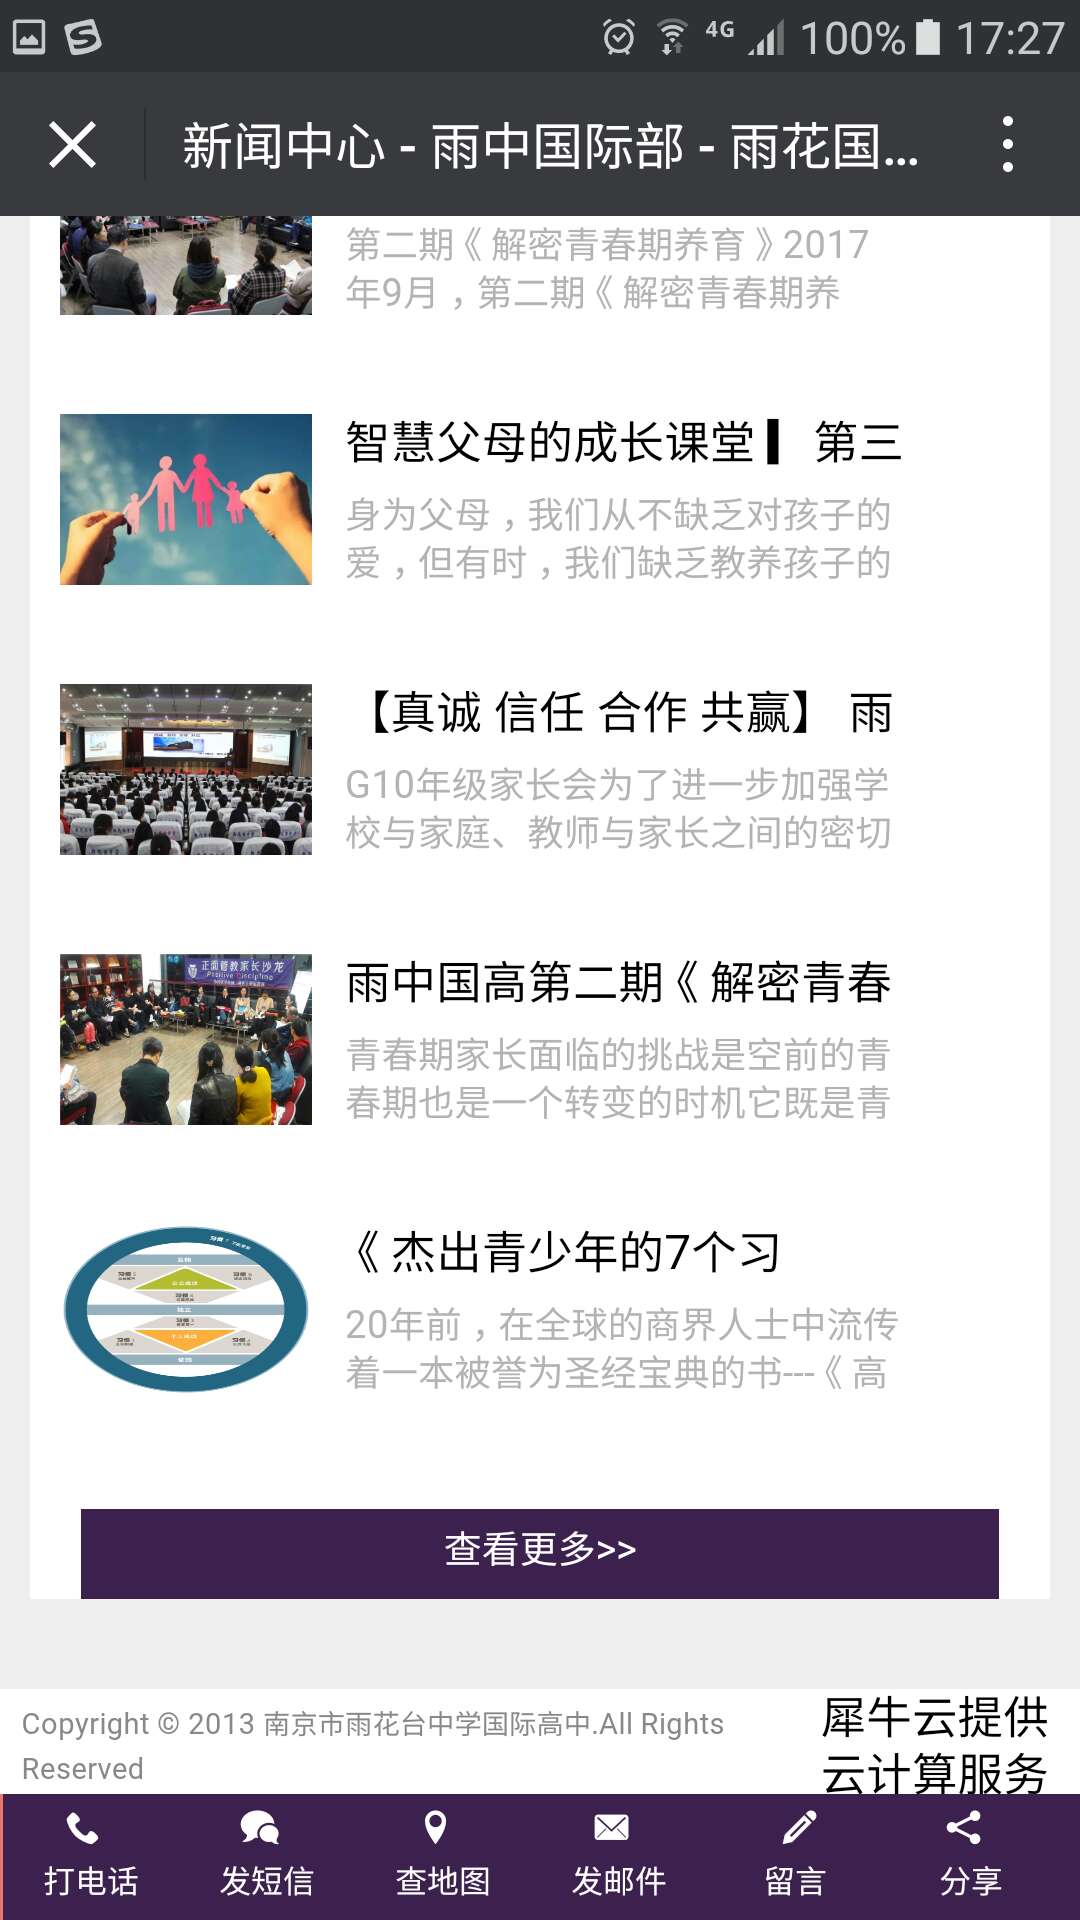 4G 100% 17:27
新闻中心 - 雨中国际部 - 雨花国...
第二期《 解密青春期养育 》2017
年9月 ，第二期《 解密青春期养
智慧父母的成长课堂 ▍ 第三
身为父母 ，我们从不缺乏对孩子的
爱 ，但有时 ，我们缺乏教养孩子的
【真诚 信任 合作 共赢】 雨
G10年级家长会为了进一步加强学
校与家庭、教师与家长之间的密切
正面管教家长沙龙
Positive Discipline
雨中国高第二期《 解密青春
青春期家长面临的挑战是空前的青
春期也是一个转变的时机它既是青
《 杰出青少年的7个习
20年前 ，在全球的商界人士中流传
着一本被誉为圣经宝典的书---《 高
查看更多>>
Copyright © 2013 南京市雨花台中学国际高中.All Rights
Reserved
犀牛云提供
云计算服务
打电话 发短信 查地图 发邮件 留言 分享